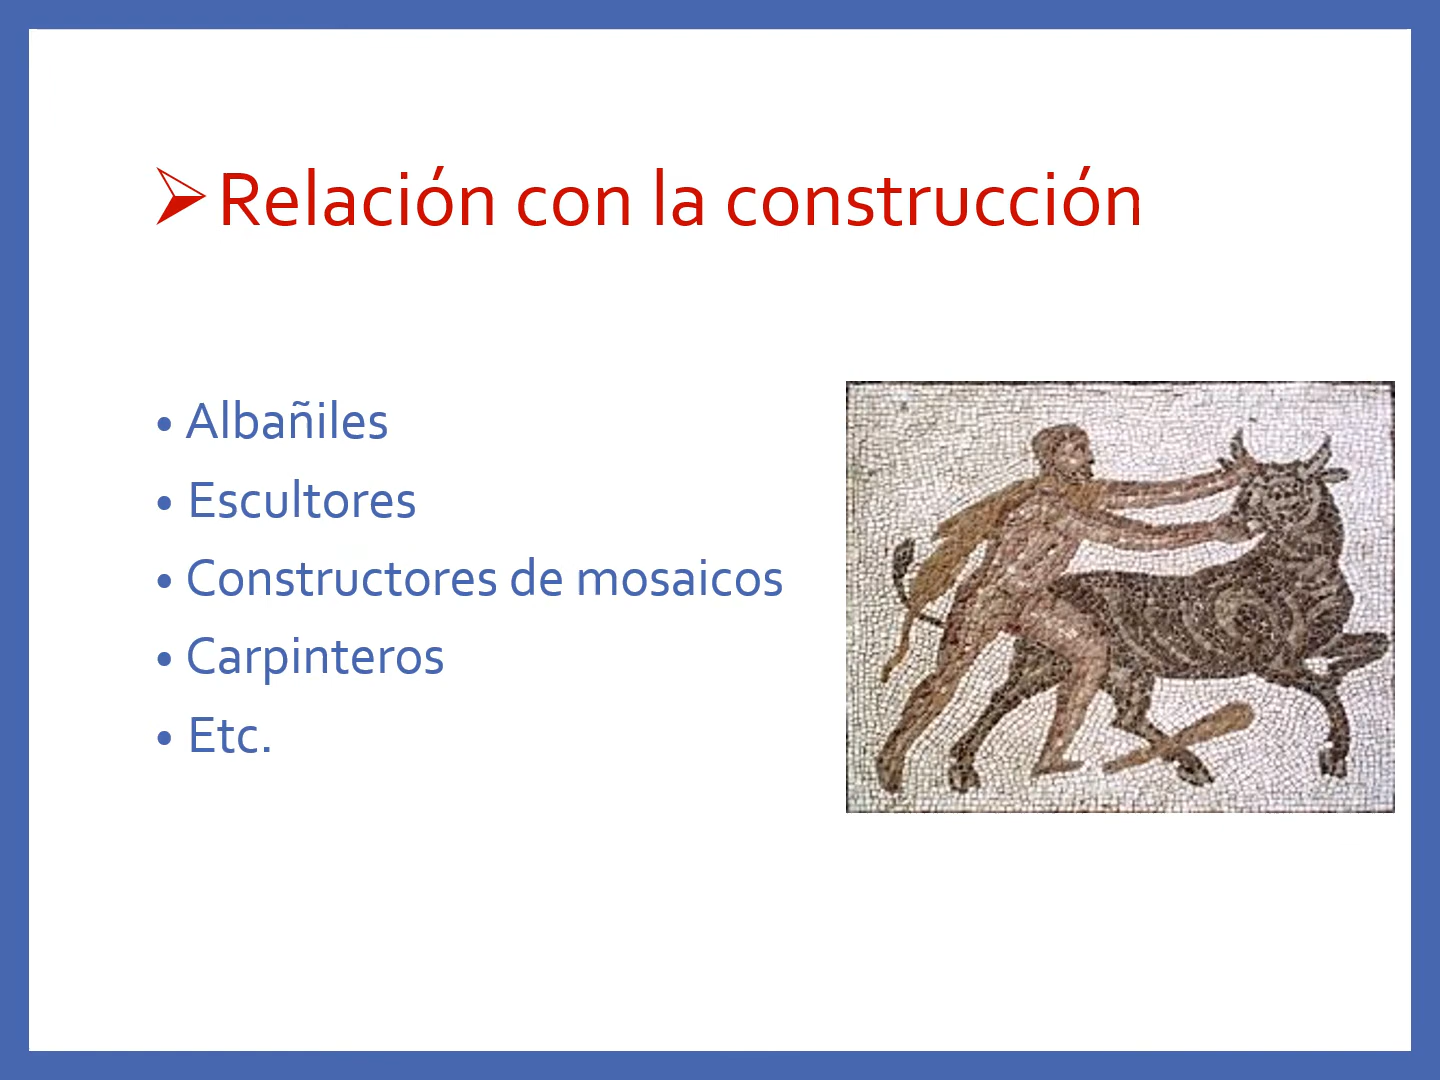 ➢Relación con la construcción
• Albañiles
• Escultores
• Constructores de mosaicos
• Carpinteros
• Etc.